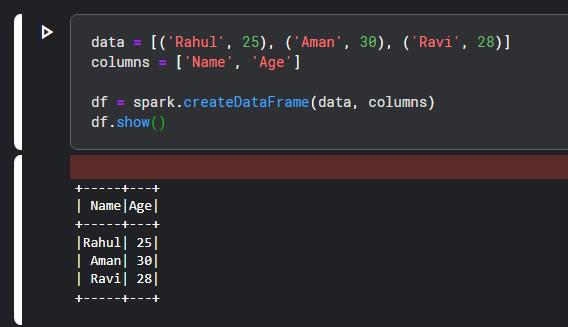 data = [('Rahul', 25), ('Aman', 30), ('Ravi', 28)]
columns = ['Name', 'Age']
df = spark.createDataFrame(data, columns)
df.show()
+-----+---+
| Name|Age|
+-----+---+
|Rahul| 25|
| Aman| 30|
| Ravi| 28|
+-----+---+